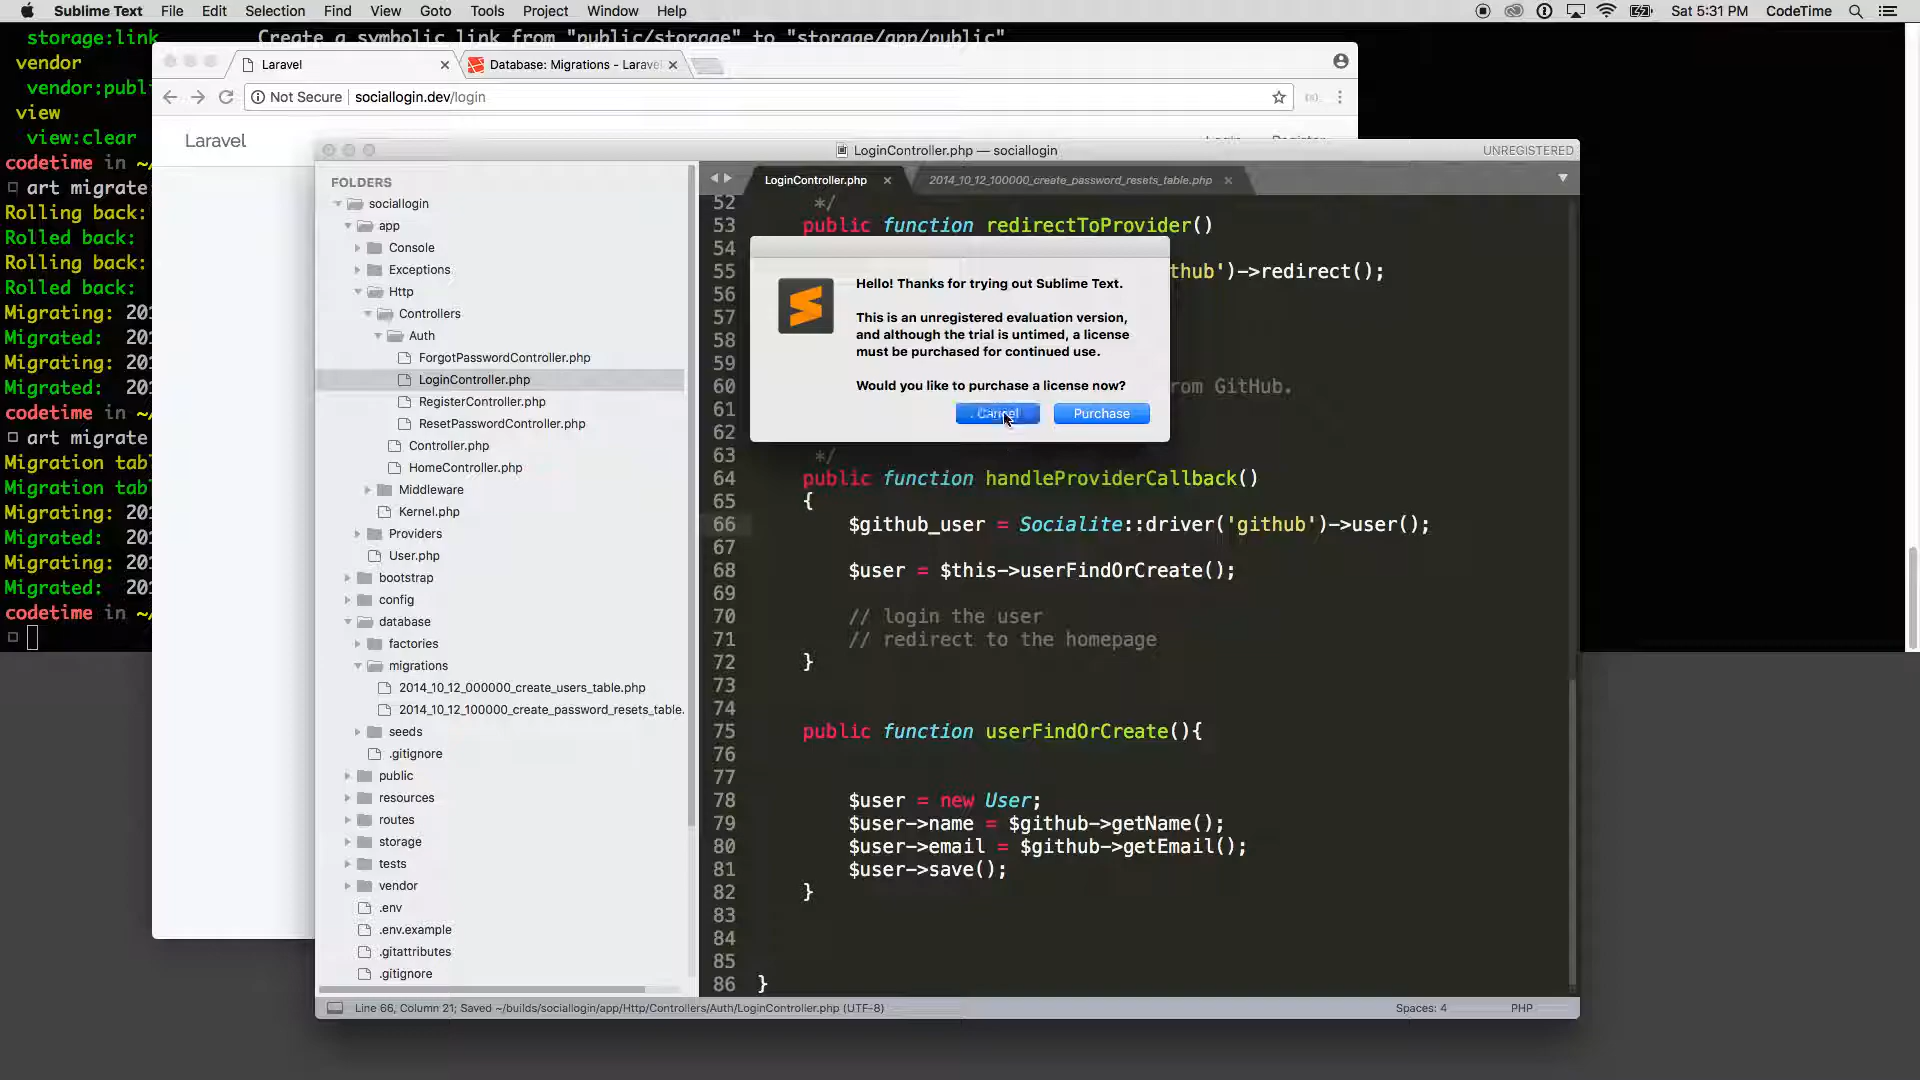 Sublime Text File Edit Selection Find View Goto Tools Project Window Help Sat 5:31 PM CodeTime
storage:link Create a symbolic link from "public/storage" to "storage/app/public"
vendor
vendor:publi
view
view:clear
codetime in ~/
art migrate:
Rolling back:
Rolled back:
Rolling back:
Rolled back:
Migrating: 201
Migrated: 201
Migrating: 201
Migrated: 201
codetime in ~/
art migrate
Migration tabl
Migration tabl
Migrating: 201
Migrated: 201
Migrating: 201
Migrated: 201
codetime in ~/
Laravel
Database: Migrations - Larave
Not Secure sociallogin.dev/login
Laravel
Login Register
LoginController.php — sociallogin
UNREGISTERED
FOLDERS
sociallogin
app
Console
Exceptions
Http
Controllers
Auth
ForgotPasswordController.php
LoginController.php
RegisterController.php
ResetPasswordController.php
Controller.php
HomeController.php
Middleware
Kernel.php
Providers
User.php
bootstrap
config
database
factories
migrations
2014_10_12_000000_create_users_table.php
2014_10_12_100000_create_password_resets_table.
seeds
.gitignore
public
resources
routes
storage
tests
vendor
.env
.env.example
.gitattributes
.gitignore
LoginController.php
2014_10_12_100000_create_password_resets_table.php
52 */
53 public function redirectToProvider()
54
55 thub')->redirect();
56
57
58
59
60 rom GitHub.
61
62
63 */
64 public function handleProviderCallback()
65 {
66 $github_user = Socialite::driver('github')->user();
67
68 $user = $this->userFindOrCreate();
69
70 // login the user
71 // redirect to the homepage
72 }
73
74
75 public function userFindOrCreate(){
76
77
78 $user = new User;
79 $user->name = $github->getName();
80 $user->email = $github->getEmail();
81 $user->save();
82 }
83
84
85
86 }
Hello! Thanks for trying out Sublime Text.
This is an unregistered evaluation version,
and although the trial is untimed, a license
must be purchased for continued use.
Would you like to purchase a license now?
Cancel
Purchase
Line 66, Column 21; Saved ~/builds/sociallogin/app/Http/Controllers/Auth/LoginController.php (UTF-8)
Spaces: 4
PHP